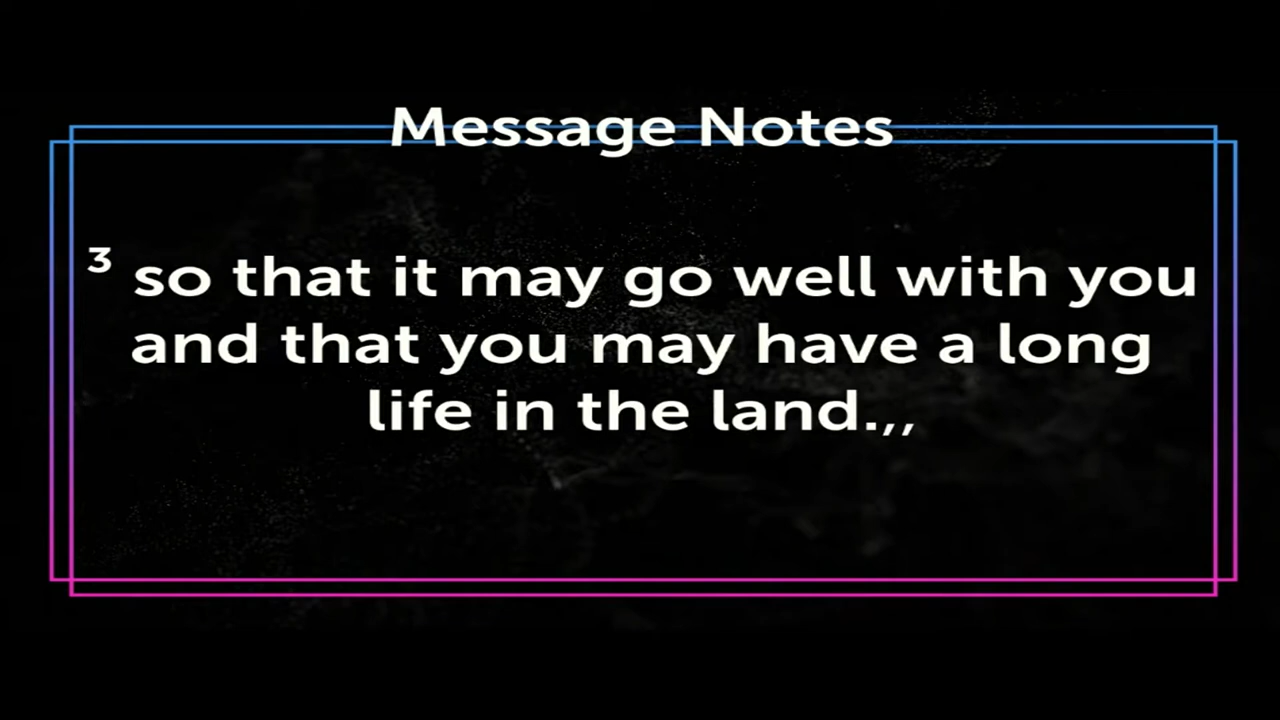 Message Notes
3 so that it may go well with you
and that you may have a long
life in the land.,,